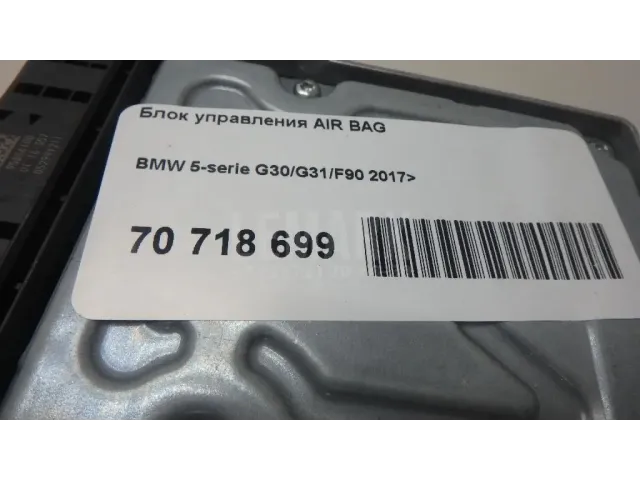 Блок управления AIR BAG
BMW 5-serie G30/G31/F90 2017>
70 718 699